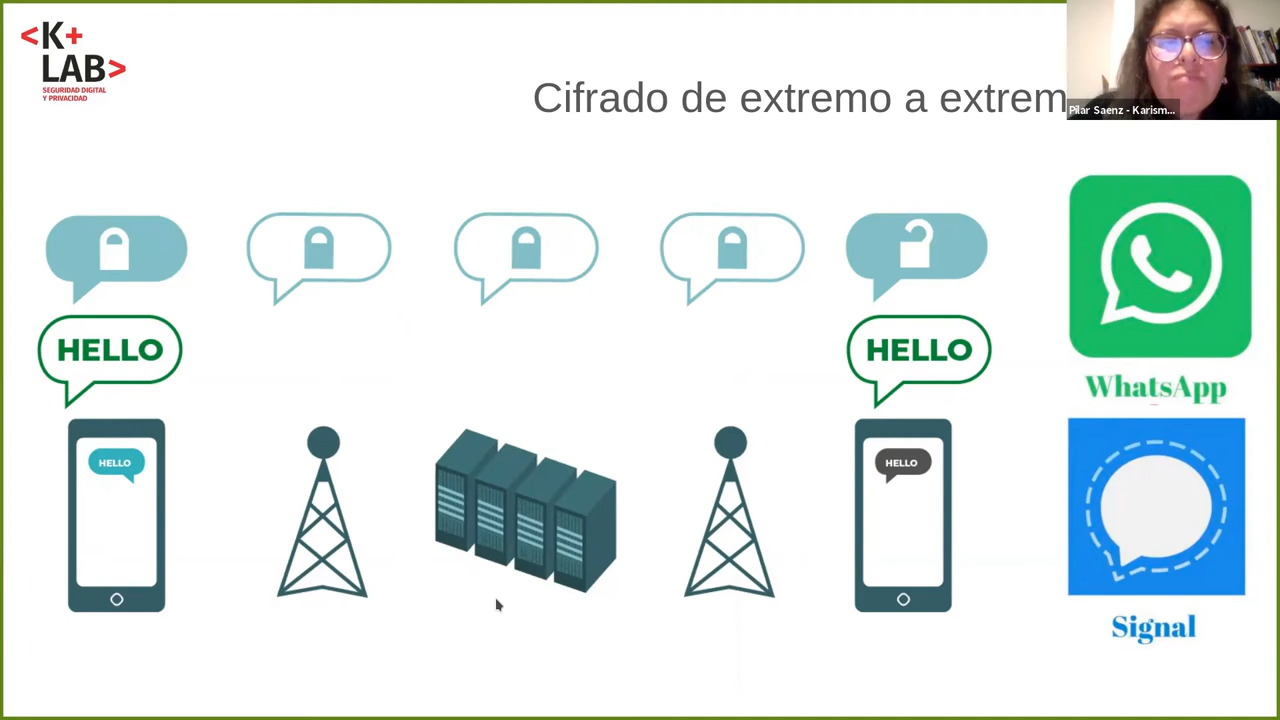 <K+
LAB>
SEGURIDAD DIGITAL
Y PRIVACIDAD
Cifrado de extremo a extrem
Pilar Saenz - Karism...
HELLO
HELLO
WhatsApp
HELLO
HELLO
Signal